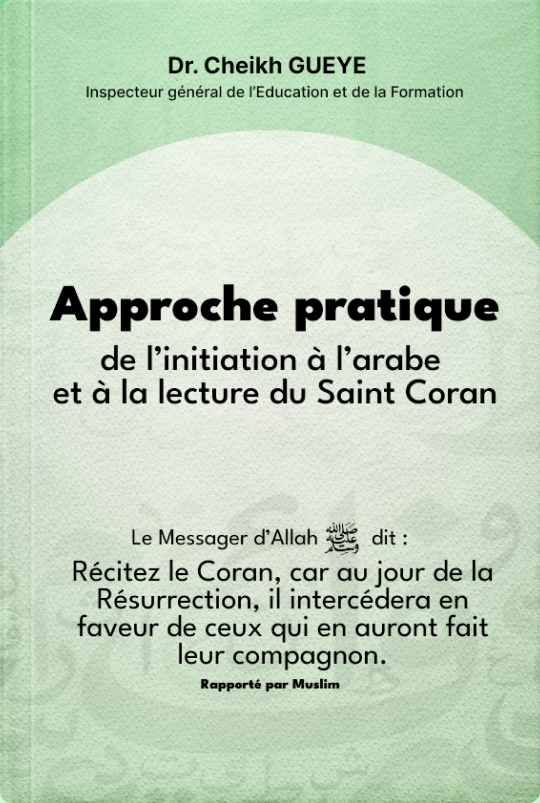 Dr. Cheikh GUEYE
Inspecteur général de l’Education et de la Formation
Approche pratique
de l’initiation à l’arabe
et à la lecture du Saint Coran
Le Messager d’Allah ﷺ dit :
Récitez le Coran, car au jour de la
Résurrection, il intercédera en
faveur de ceux qui en auront fait
leur compagnon.
Rapporté par Muslim